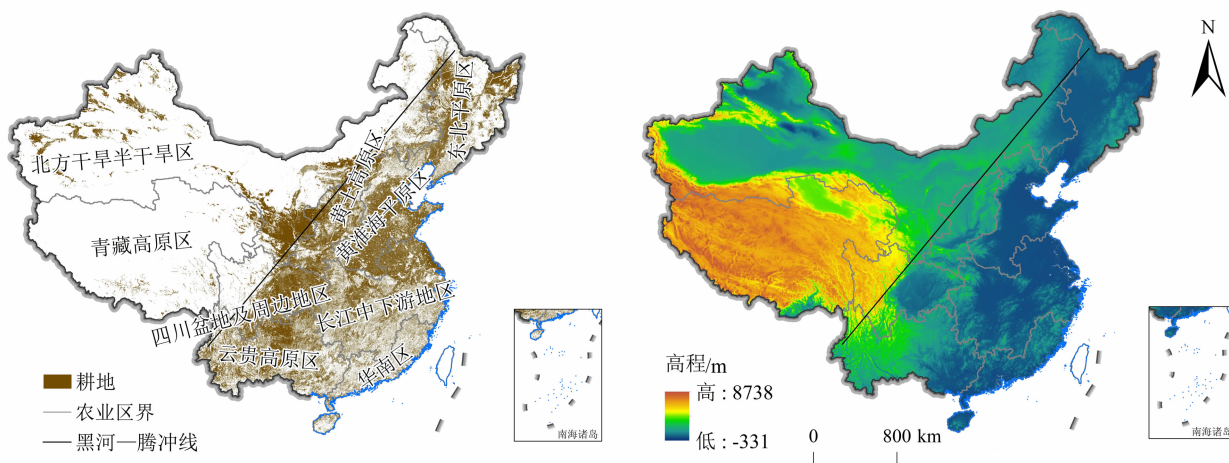 东北平原区
北方干旱半干旱区
黄土高原区
黄淮海平原区
青藏高原区
四川盆地及周边地区
长江中下游地区
云贵高原区
华南区
耕地
农业区界
黑河—腾冲线
南海诸岛
N
高程/m
高 : 8738
低 : -331
0
800 km
南海诸岛